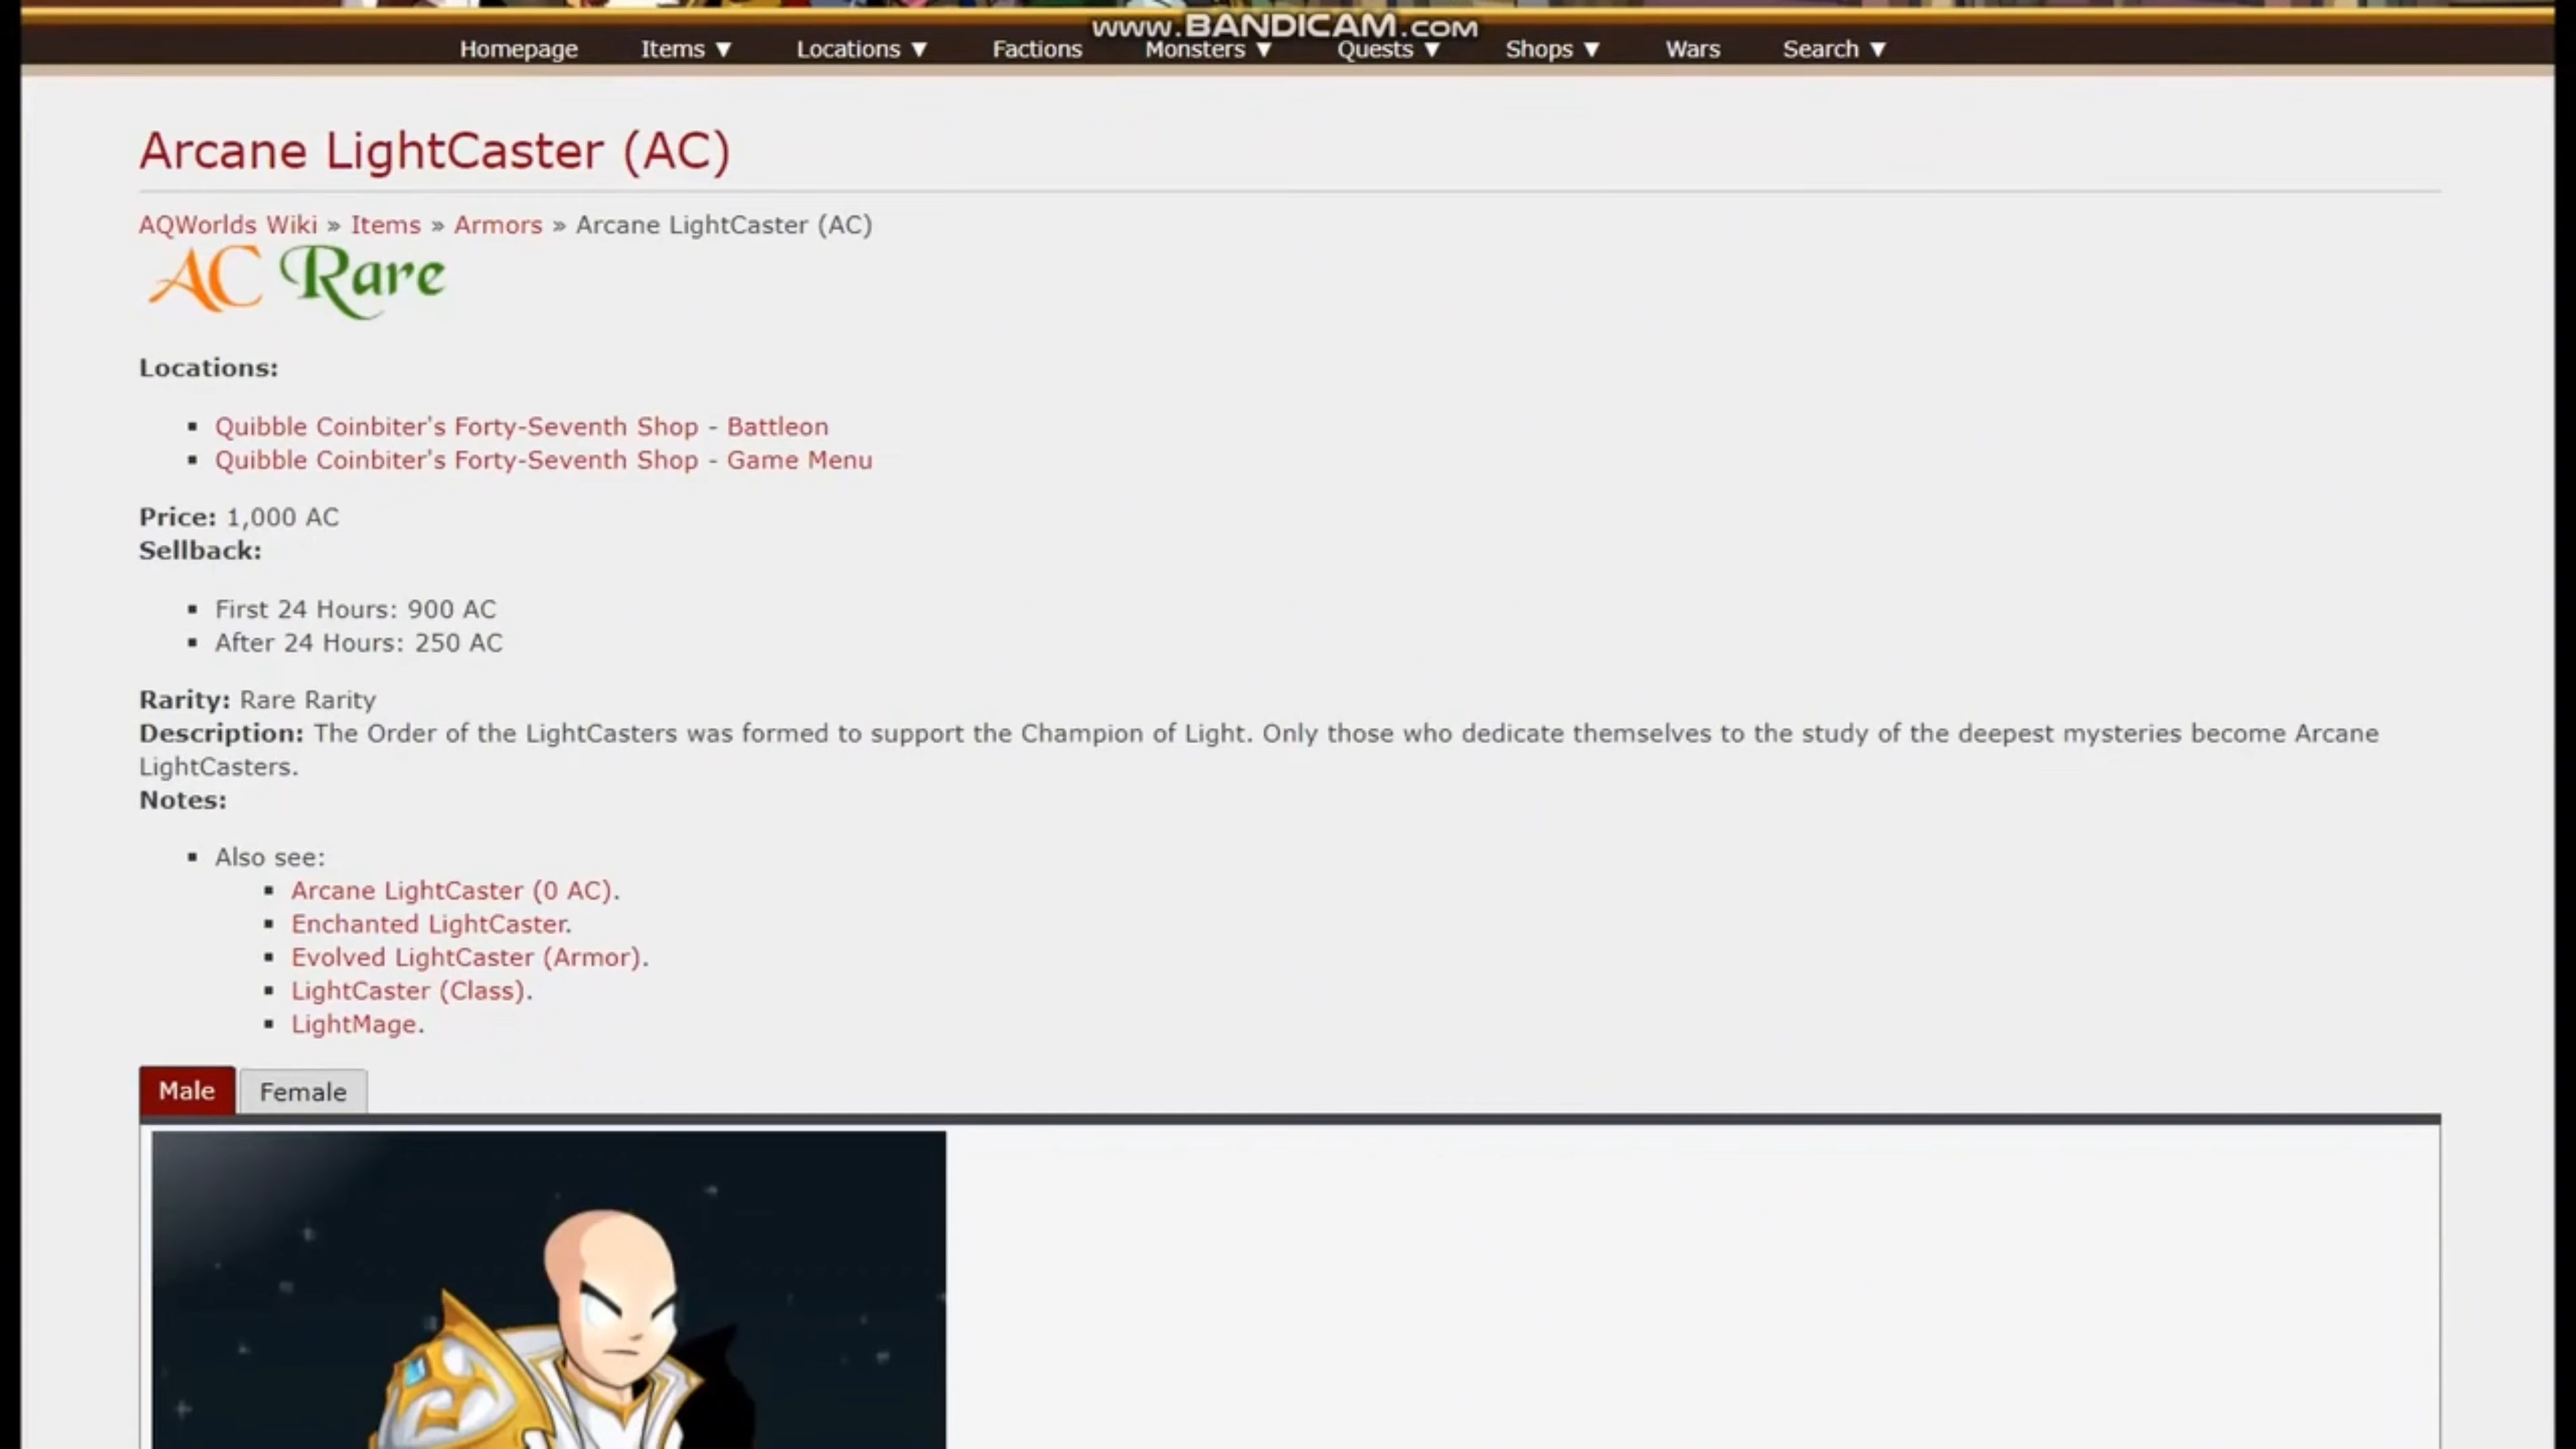 www.BANDICAM.com
Homepage Items ▼ Locations ▼ Factions Monsters ▼ Quests ▼ Shops ▼ Wars Search ▼
Arcane LightCaster (AC)
AQWorlds Wiki » Items » Armors » Arcane LightCaster (AC)
AC Rare
Locations:
▪ Quibble Coinbiter's Forty-Seventh Shop - Battleon
▪ Quibble Coinbiter's Forty-Seventh Shop - Game Menu
Price: 1,000 AC
Sellback:
▪ First 24 Hours: 900 AC
▪ After 24 Hours: 250 AC
Rarity: Rare Rarity
Description: The Order of the LightCasters was formed to support the Champion of Light. Only those who dedicate themselves to the study of the deepest mysteries become Arcane
LightCasters.
Notes:
▪ Also see:
▪ Arcane LightCaster (0 AC).
▪ Enchanted LightCaster.
▪ Evolved LightCaster (Armor).
▪ LightCaster (Class).
▪ LightMage.
Male Female